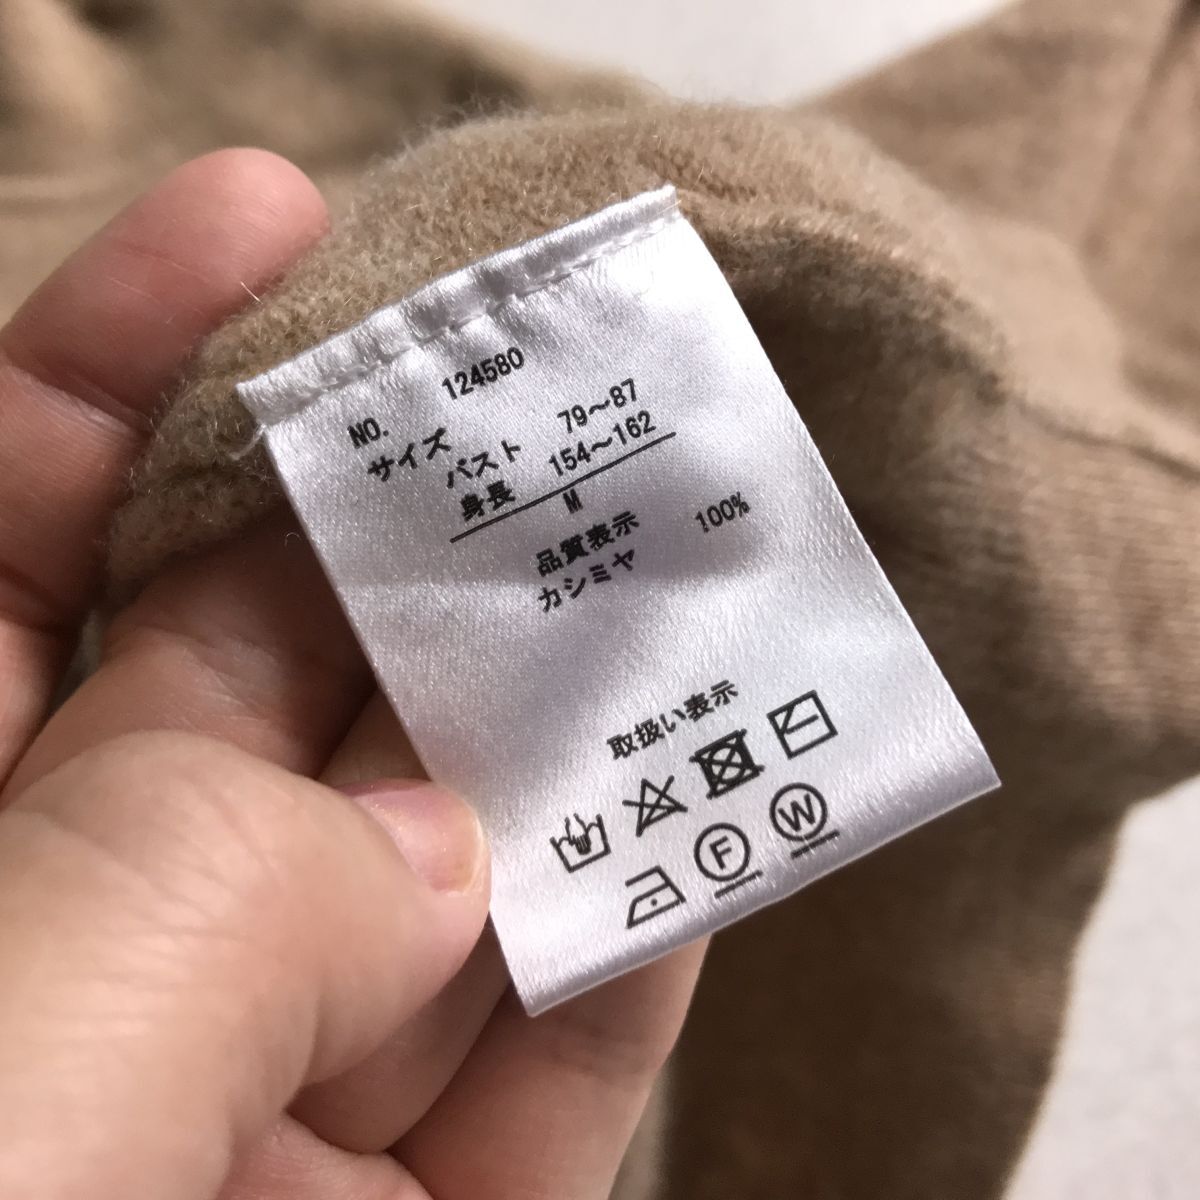 NO. 124580
サイズ
バスト 79～87
身長 154～162
M
品質表示
カシミヤ 100%
取扱い表示
F W